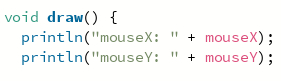 void draw() {
println("mouseX: " + mouseX);
println("mouseY: " + mouseY);